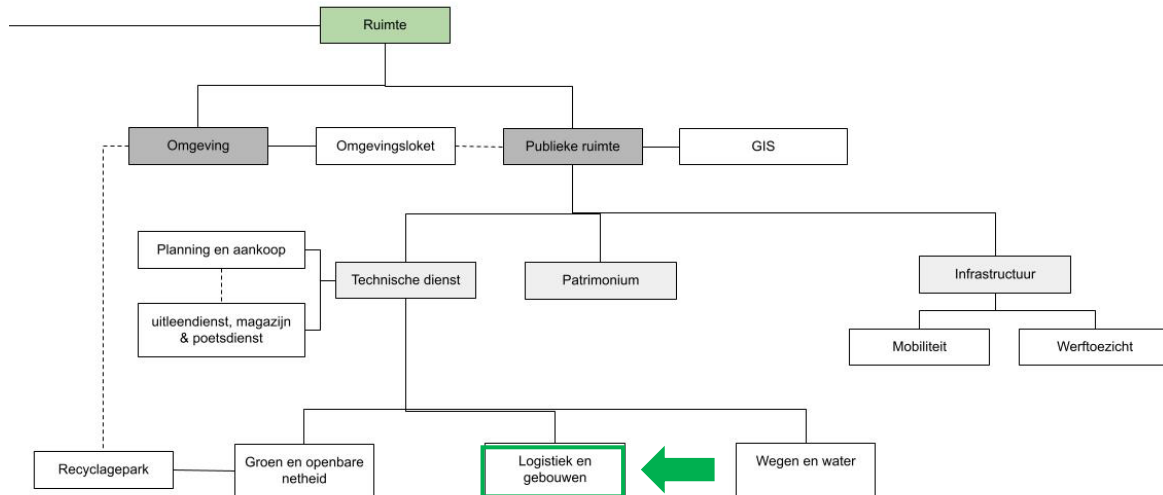 Ruimte
Omgeving
Omgevingsloket
Publieke ruimte
GIS
Planning en aankoop
Technische dienst
Patrimonium
Infrastructuur
uitleendienst, magazijn
& poetsdienst
Mobiliteit
Werftoezicht
Recyclagepark
Groen en openbare
netheid
Logistiek en
gebouwen
Wegen en water